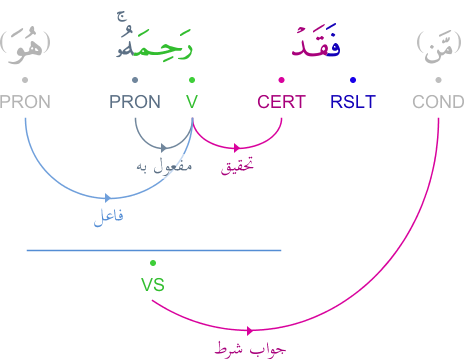 (مَّن) فَقَدْ رَحِمَهُۥۚ (هُوَ)
COND RSLT CERT V PRON PRON
تحقيق مفعول به
فاعل
VS
جواب شرط